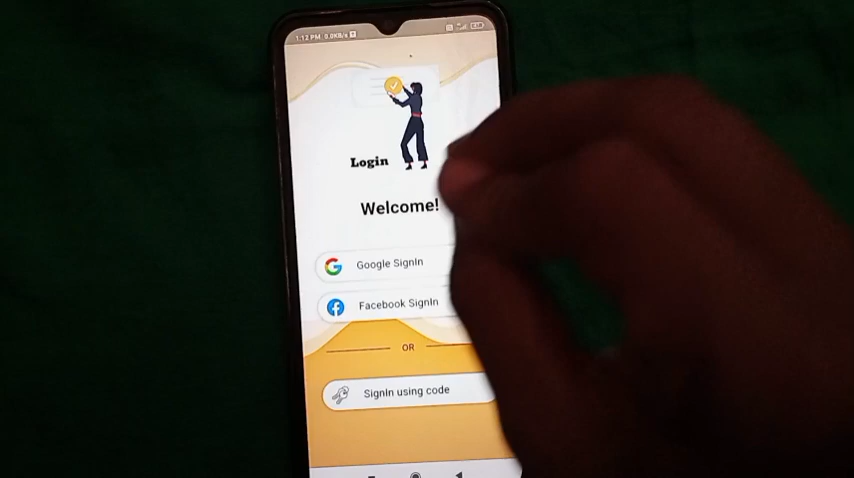 1:12 PM 0.0KB/s
Login
Welcome!
Google SignIn
Facebook SignIn
OR
SignIn using code